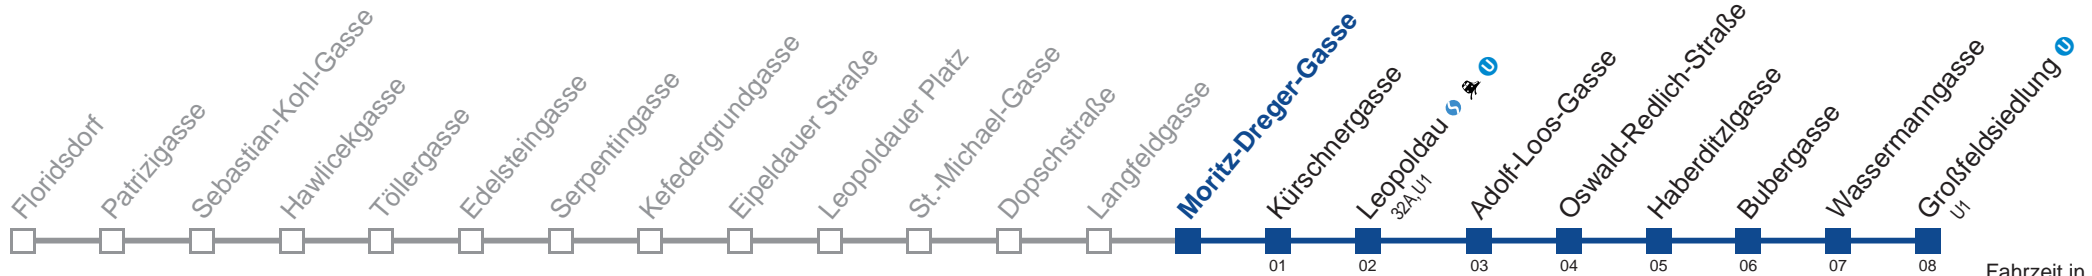 Floridsdorf
Patrizigasse
Sebastian-Kohl-Gasse
Hawlicekgasse
Töllergasse
Edelsteingasse
Serpentingasse
Kefedergrundgasse
Eipeldauer Straße
Leopoldauer Platz
St.-Michael-Gasse
Dopschstraße
Langfeldgasse
Moritz-Dreger-Gasse
Kürschnergasse
Leopoldau S U
32A,U1
Adolf-Loos-Gasse
Oswald-Redlich-Straße
Haberditzlgasse
Bubergasse
Wassermanngasse
Großfeldsiedlung U
U1
01 02 03 04 05 06 07 08
Fahrzeit in